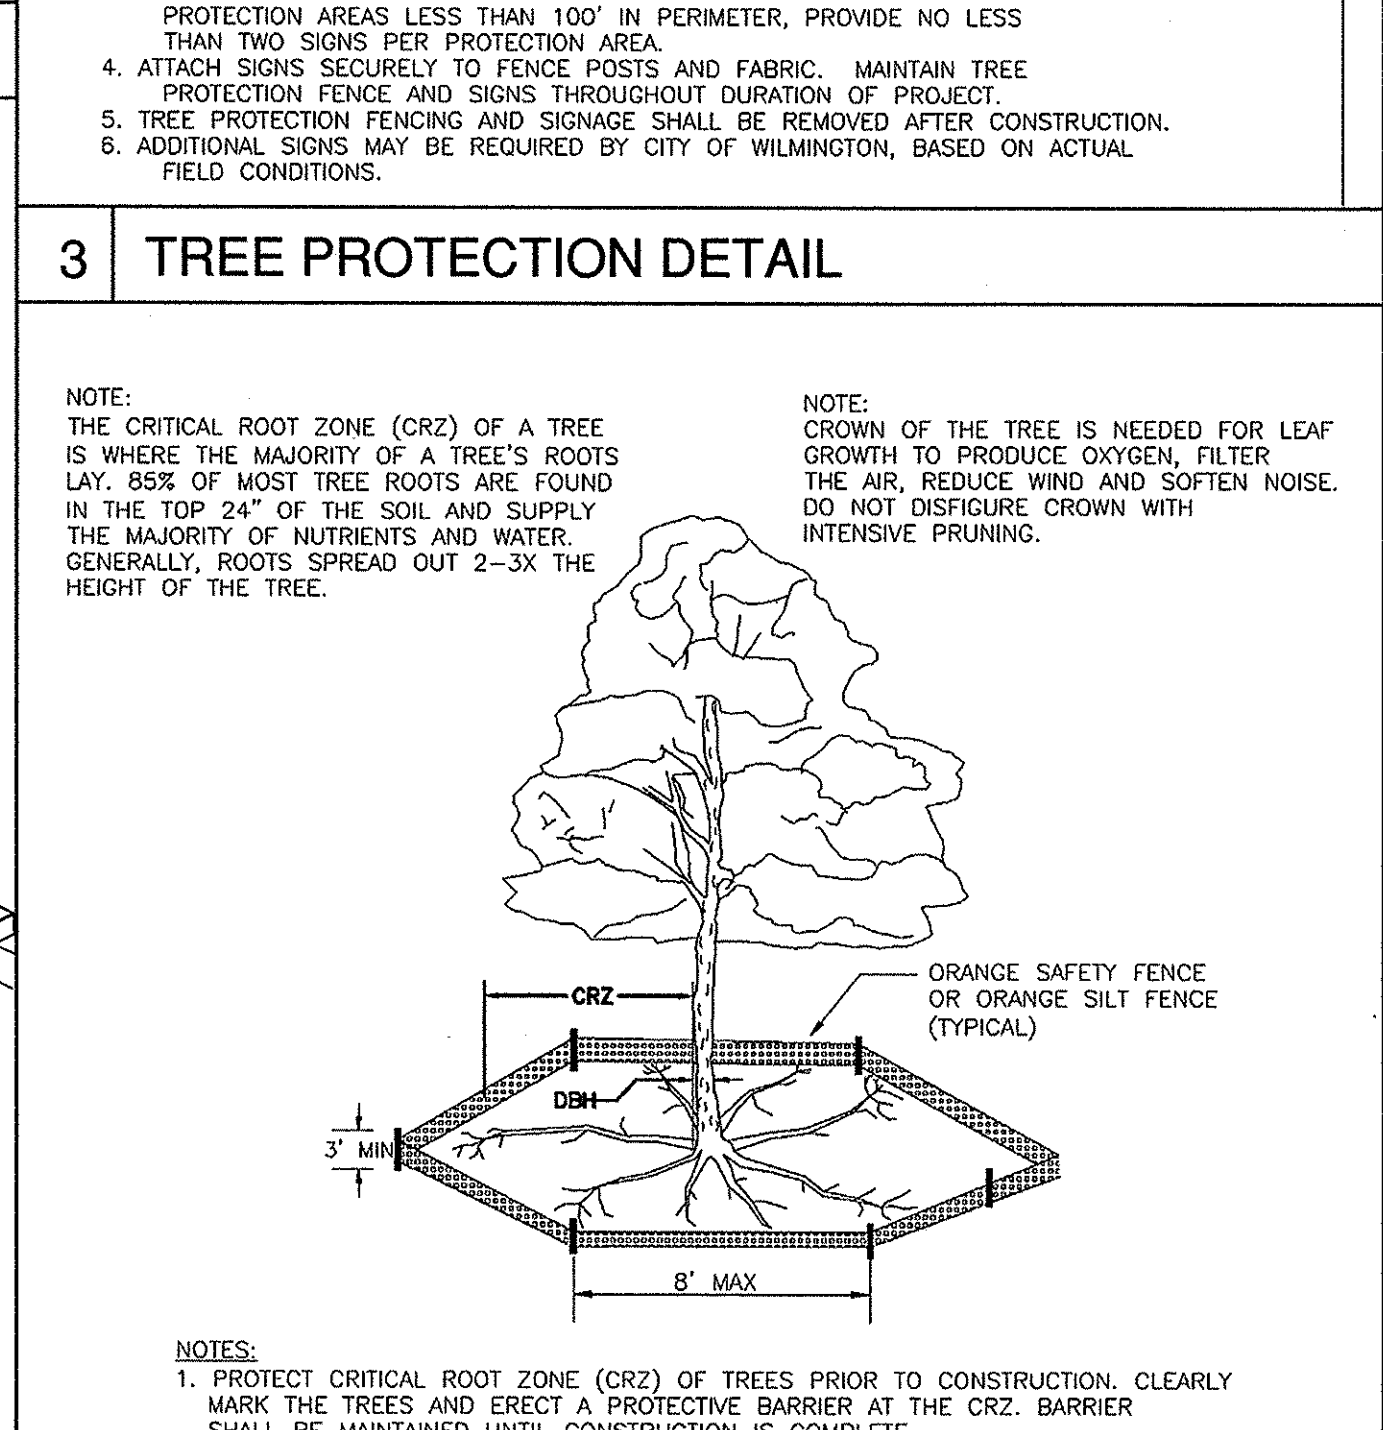 PROTECTION AREAS LESS THAN 100' IN PERIMETER, PROVIDE NO LESS
THAN TWO SIGNS PER PROTECTION AREA.
4. ATTACH SIGNS SECURELY TO FENCE POSTS AND FABRIC. MAINTAIN TREE
PROTECTION FENCE AND SIGNS THROUGHOUT DURATION OF PROJECT.
5. TREE PROTECTION FENCING AND SIGNAGE SHALL BE REMOVED AFTER CONSTRUCTION.
6. ADDITIONAL SIGNS MAY BE REQUIRED BY CITY OF WILMINGTON, BASED ON ACTUAL
FIELD CONDITIONS.
3 TREE PROTECTION DETAIL
NOTE:
THE CRITICAL ROOT ZONE (CRZ) OF A TREE
IS WHERE THE MAJORITY OF A TREE'S ROOTS
LAY. 85% OF MOST TREE ROOTS ARE FOUND
IN THE TOP 24" OF THE SOIL AND SUPPLY
THE MAJORITY OF NUTRIENTS AND WATER.
GENERALLY, ROOTS SPREAD OUT 2-3X THE
HEIGHT OF THE TREE.
NOTE:
CROWN OF THE TREE IS NEEDED FOR LEAF
GROWTH TO PRODUCE OXYGEN, FILTER
THE AIR, REDUCE WIND AND SOFTEN NOISE.
DO NOT DISFIGURE CROWN WITH
INTENSIVE PRUNING.
ORANGE SAFETY FENCE
OR ORANGE SILT FENCE
(TYPICAL)
CRZ
DBH
3' MIN
8' MAX
NOTES:
1. PROTECT CRITICAL ROOT ZONE (CRZ) OF TREES PRIOR TO CONSTRUCTION. CLEARLY
MARK THE TREES AND ERECT A PROTECTIVE BARRIER AT THE CRZ. BARRIER
SHALL BE MAINTAINED UNTIL CONSTRUCTION IS COMPLETE